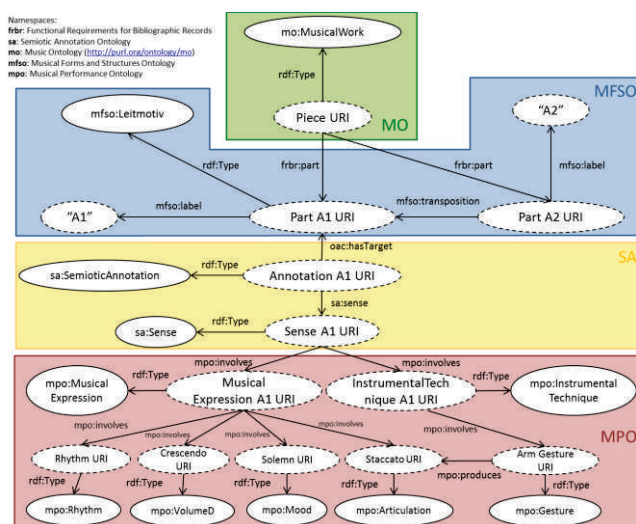 Namespaces:
frbr: Functional Requirements for Bibliographic Records
sa: Semiotic Annotation Ontology
mo: Music Ontology (http://purl.org/ontology/mo)
mfso: Musical Forms and Structures Ontology
mpo: Musical Performance Ontology
mo:MusicalWork
rdf:Type
Piece URI
MO
MFSO
mfso:Leitmotiv
"A2"
rdf:Type
frbr:part
frbr:part
mfso:label
"A1"
mfso:label
Part A1 URI
mfso:transposition
Part A2 URI
oac:hasTarget
SA
sa:SemioticAnnotation
rdf:Type
Annotation A1 URI
sa:sense
sa:Sense
rdf:Type
Sense A1 URI
mpo:involves
mpo:involves
mpo:Musical
Expression
rdf:Type
Musical
Expression A1 URI
InstrumentalTech
nique A1 URI
rdf:Type
mpo:Instrumental
Technique
mpo:involves
mpo:involves
mpo:involves
mpo:involves
mpo:involves
MPO
Rhythm URI
Crescendo
URI
Solemn URI
Staccato URI
mpo:produces
Arm Gesture
URI
rdf:Type
rdf:Type
rdf:Type
rdf:Type
rdf:Type
mpo:Rhythm
mpo:VolumeD
mpo:Mood
mpo:Articulation
mpo:Gesture